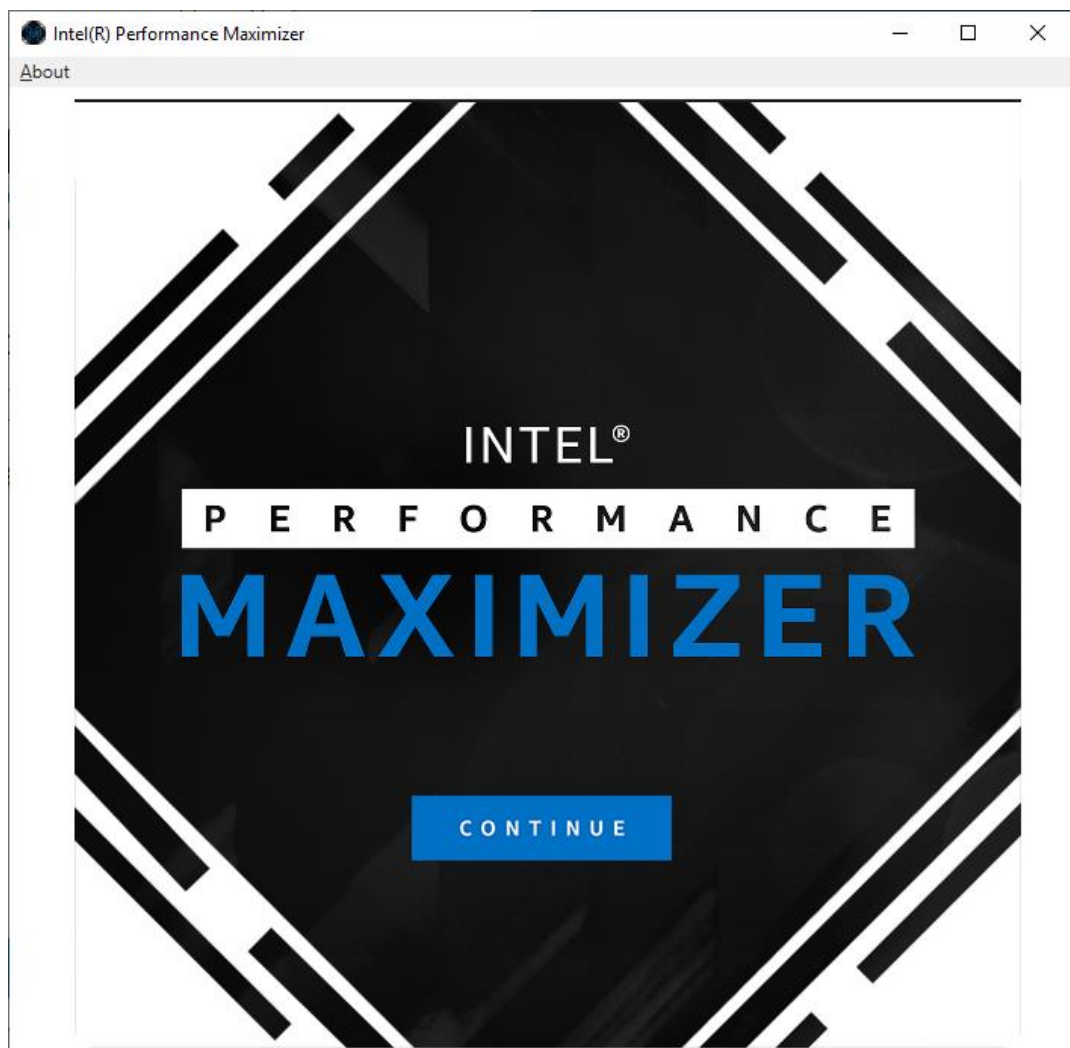 Intel(R) Performance Maximizer
About
INTEL®
PERFORMANCE
MAXIMIZER
CONTINUE